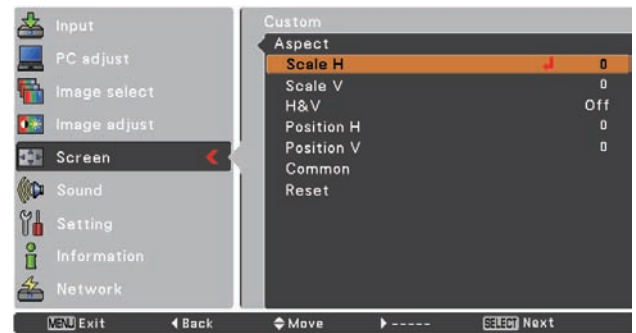 Input
PC adjust
Image select
Image adjust
Screen
Sound
Setting
Information
Network
Custom
Aspect
Scale H 0
Scale V 0
H&V Off
Position H 0
Position V 0
Common
Reset
MENU Exit Back Move ----- SELECT Next